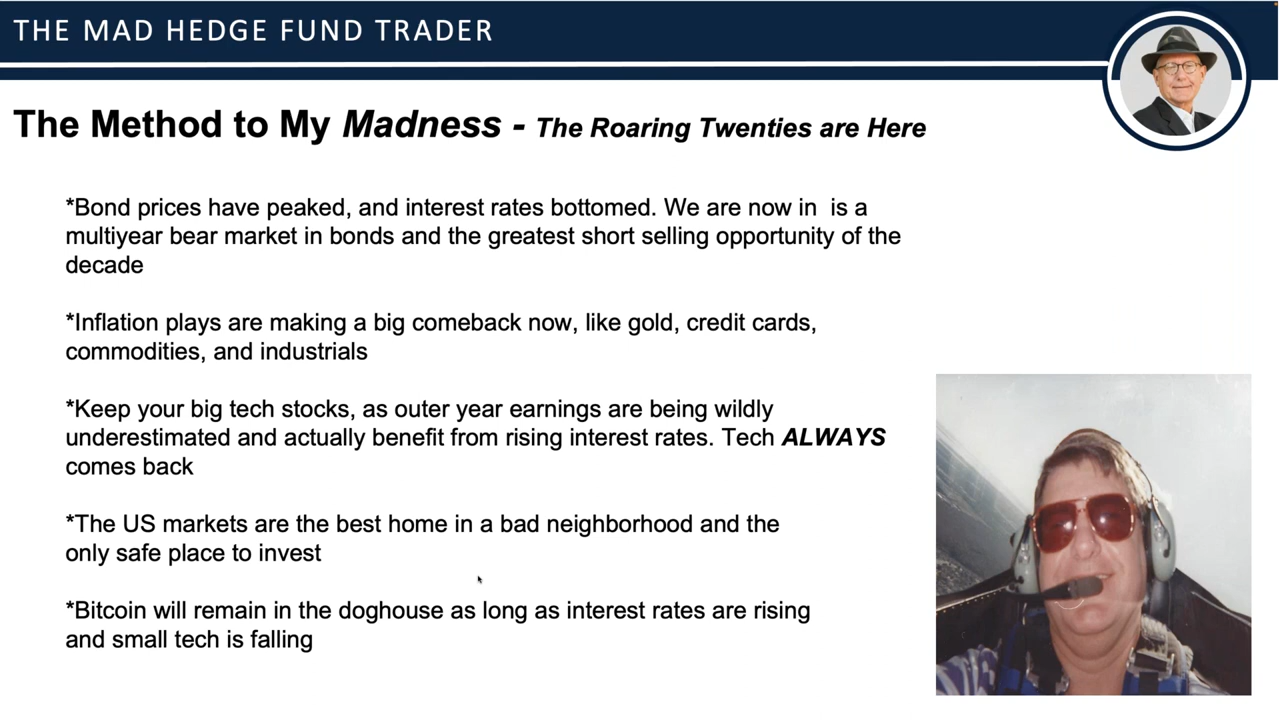 THE MAD HEDGE FUND TRADER
The Method to My Madness - The Roaring Twenties are Here
*Bond prices have peaked, and interest rates bottomed. We are now in  is a
multiyear bear market in bonds and the greatest short selling opportunity of the
decade
*Inflation plays are making a big comeback now, like gold, credit cards,
commodities, and industrials
*Keep your big tech stocks, as outer year earnings are being wildly
underestimated and actually benefit from rising interest rates. Tech ALWAYS
comes back
*The US markets are the best home in a bad neighborhood and the
only safe place to invest
*Bitcoin will remain in the doghouse as long as interest rates are rising
and small tech is falling